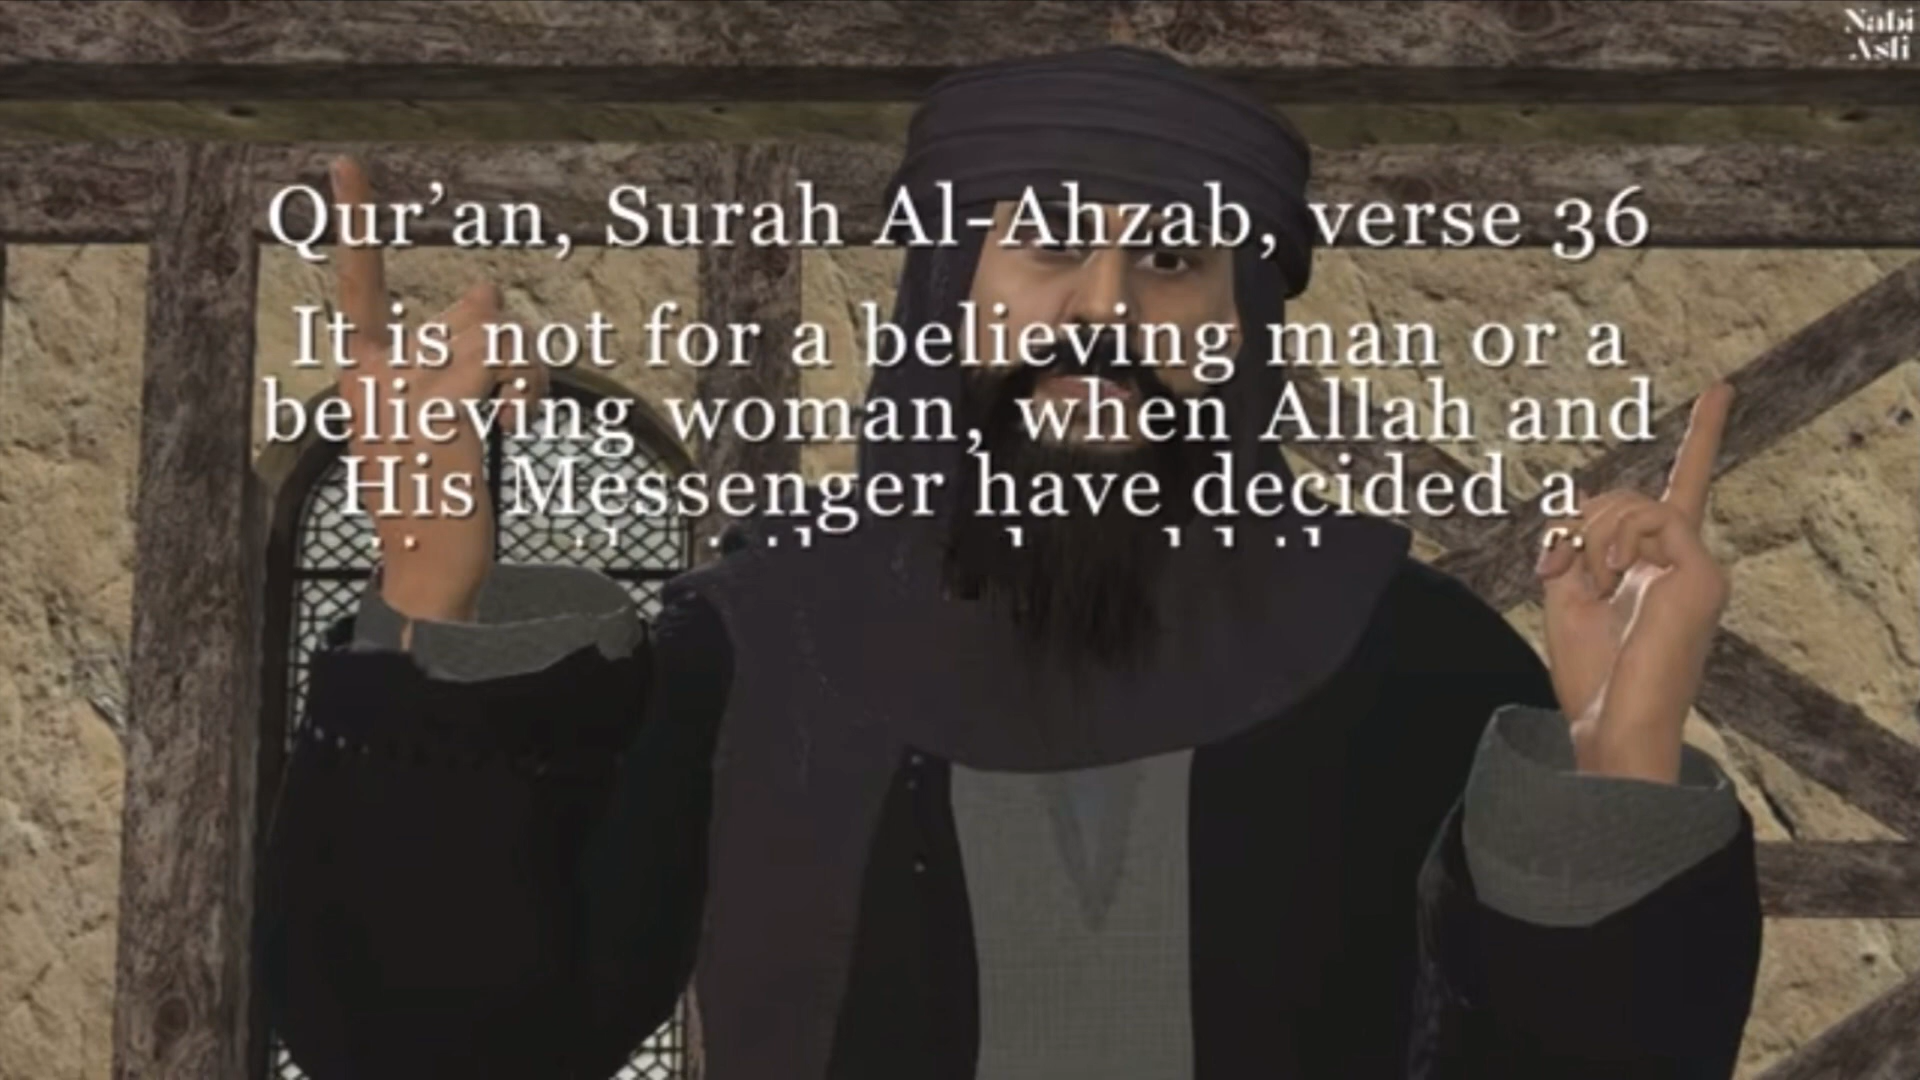 Nabi
Asli
Qur’an, Surah Al-Ahzab, verse 36
It is not for a believing man or a
believing woman, when Allah and
His Messenger have decided a